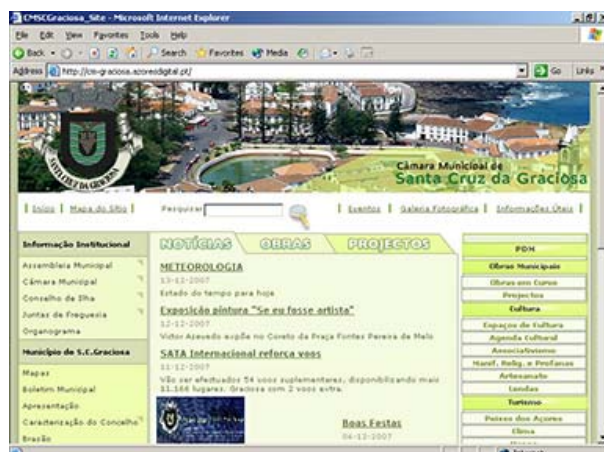 CMSCGraciosa_Site - Microsoft Internet Explorer
File Edit View Favorites Tools Help
Back Search Favorites Media
Address http://cm-graciosa.azoresdigital.pt/ Go Links
SANTA CRUZ DA GRACIOSA
Câmara Municipal de
Santa Cruz da Graciosa
Início | Mapa do Sítio | Pesquisar | Eventos | Galeria Fotográfica | Informações Úteis |
Informação Institucional
Assembleia Municipal
Câmara Municipal
Conselho de Ilha
Juntas de Freguesia
Organograma
Município de S.C.Graciosa
Mapas
Boletim Municipal
Apresentação
Caracterização do Concelho
Brasão
NOTÍCIAS OBRAS PROJECTOS
METEOROLOGIA
13-12-2007
Estado do tempo para hoje
Exposição pintura "Se eu fosse artista"
12-12-2007
Victor Azevedo expõe no Coreto da Praça Fontes Pereira de Melo
SATA Internacional reforça voos
11-12-2007
Vão ser efectuados 54 voos suplementares, disponibilizando mais
11.166 lugares. Graciosa com 2 voos extra.
Boas Festas
06-12-2007
PDM
Obras Municipais
Obras em Curso
Projectos
Cultura
Espaços de Cultura
Agenda Cultural
Associativismo
Manif. Relig. e Profanas
Artesanato
Lendas
Turismo
Paixão dos Açores
Clima
Internet